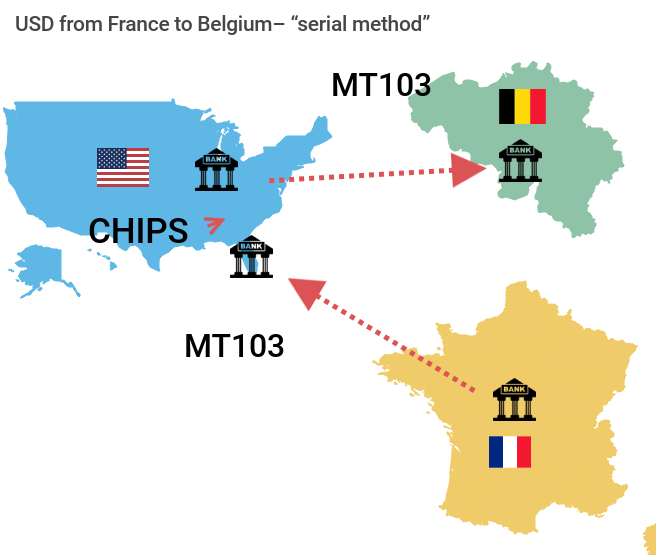 USD from France to Belgium– “serial method”
MT103
BANK
BANK
CHIPS
BANK
MT103
BANK